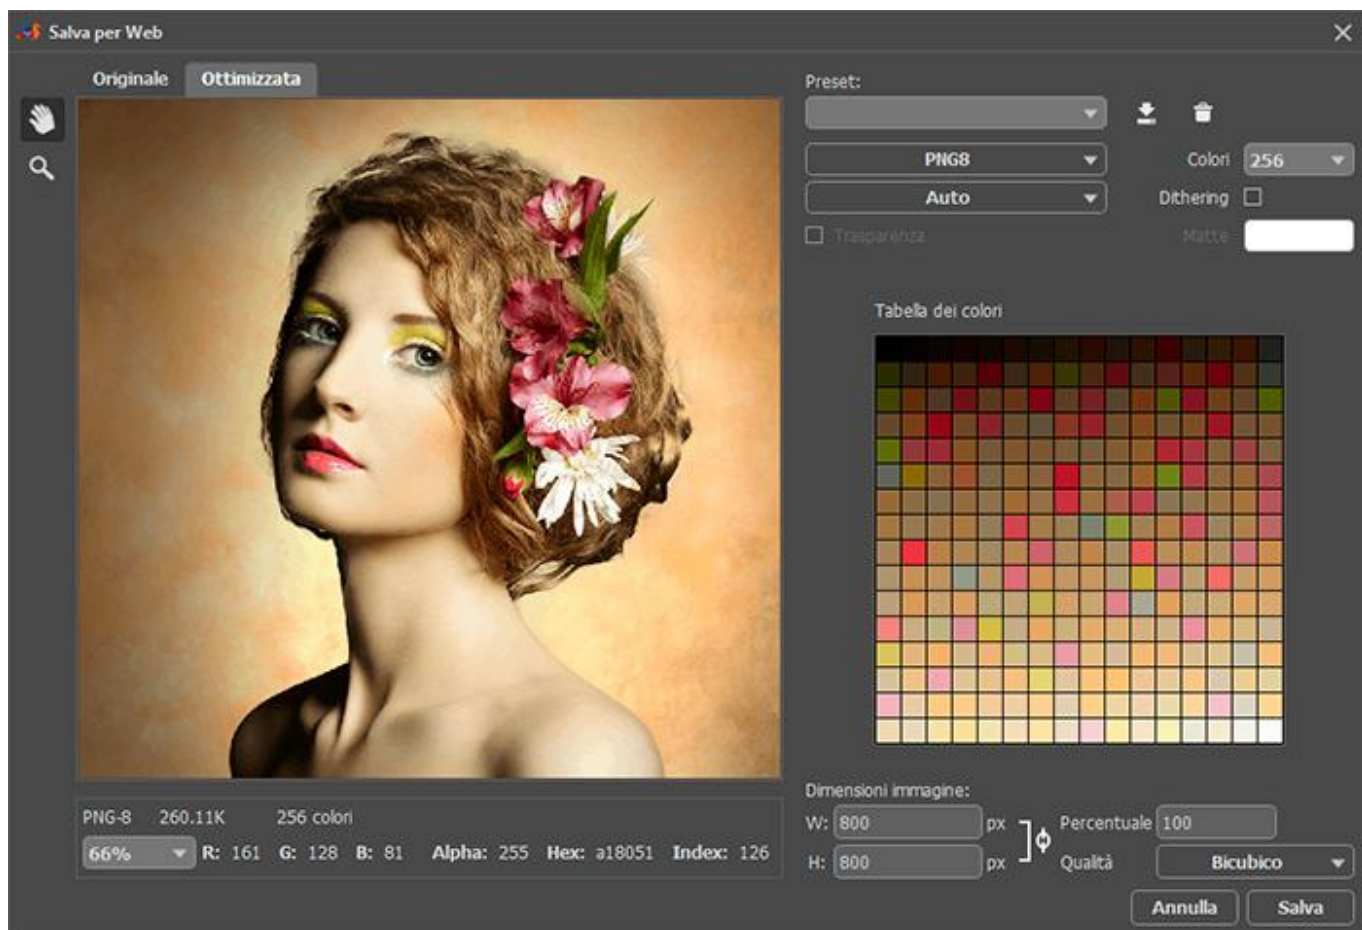 Salva per Web
Originale Ottimizzata
Preset:
PNG8 Colori 256
Auto Dithering
Trasparenza Matte
Tabella dei colori
Dimensioni immagine:
PNG-8 260.11K 256 colori
W: 800 px Percentuale 100
66% R: 161 G: 128 B: 81 Alpha: 255 Hex: a18051 Index: 126
H: 800 px Qualità Bicubico
Annulla Salva